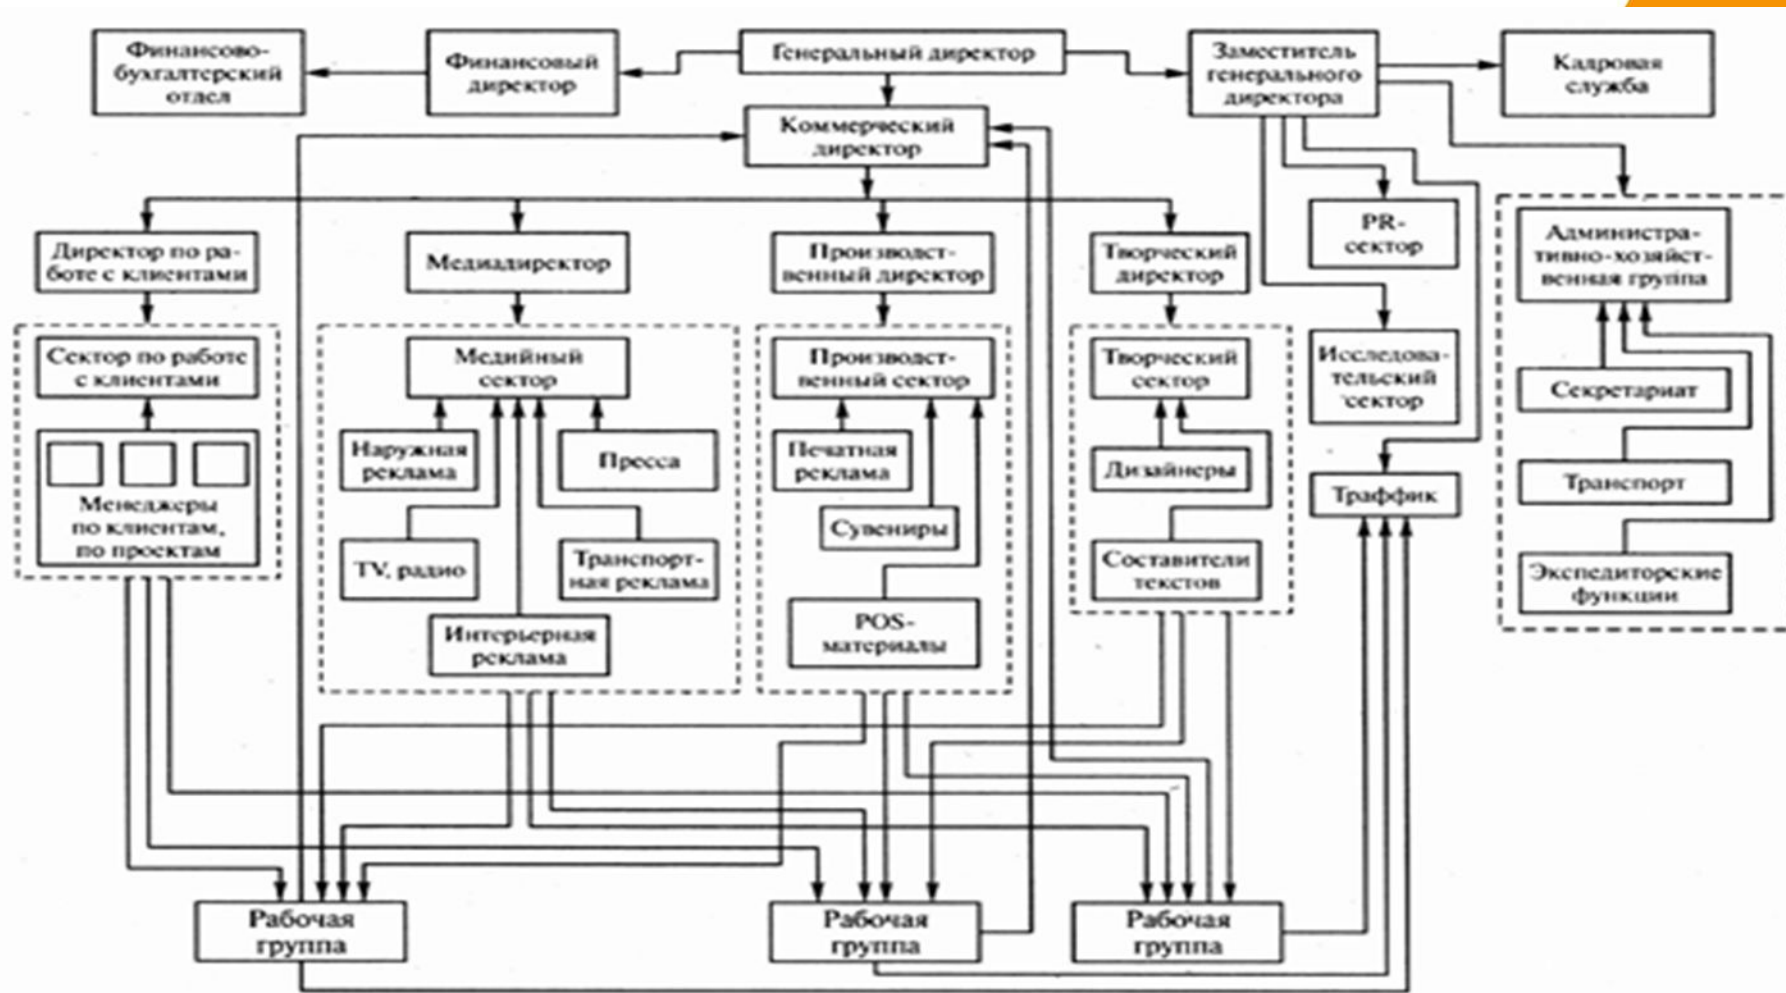 Финансово-
бухгалтерский
отдел
Финансовый
директор
Генеральный директор
Заместитель
генерального
директора
Кадровая
служба
Коммерческий
директор
Директор по ра-
боте с клиентами
Медиадиректор
Производст-
венный директор
Творческий
директор
PR-
сектор
Администра-
тивно-хозяйст-
венная группа
Сектор по работе
с клиентами
Медийный
сектор
Производст-
венный сектор
Творческий
сектор
Исследова-
тельский
сектор
Секретариат
Менеджеры
по клиентам,
по проектам
Наружная
реклама
Пресса
Печатная
реклама
Дизайнеры
Траффик
Транспорт
TV, радио
Транспорт-
ная реклама
Сувениры
Составители
текстов
Экспедиторские
функции
Интерьерная
реклама
POS-
материалы
Рабочая
группа
Рабочая
группа
Рабочая
группа